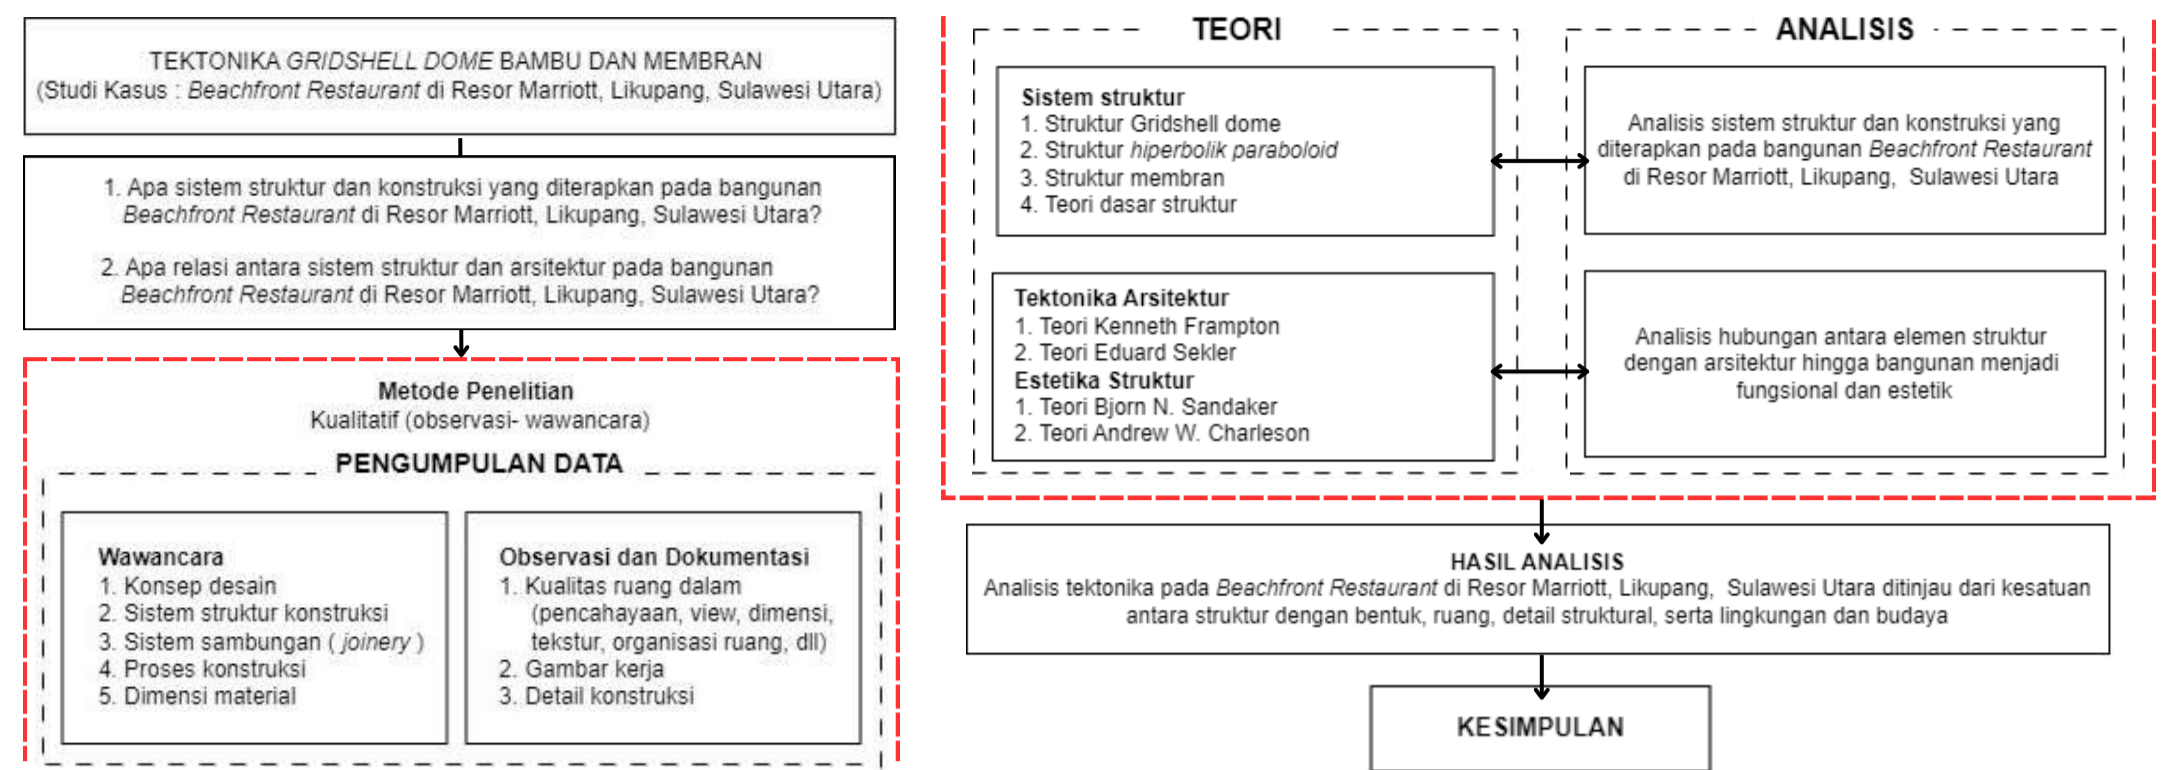 TEKTONIKA GRIDSHELL DOME BAMBU DAN MEMBRAN
(Studi Kasus : Beachfront Restaurant di Resor Marriott, Likupang, Sulawesi Utara)
1. Apa sistem struktur dan konstruksi yang diterapkan pada bangunan
Beachfront Restaurant di Resor Marriott, Likupang, Sulawesi Utara?
2. Apa relasi antara sistem struktur dan arsitektur pada bangunan
Beachfront Restaurant di Resor Marriott, Likupang, Sulawesi Utara?
Metode Penelitian
Kualitatif (observasi- wawancara)
PENGUMPULAN DATA
Wawancara
1. Konsep desain
2. Sistem struktur konstruksi
3. Sistem sambungan ( joinery )
4. Proses konstruksi
5. Dimensi material
Observasi dan Dokumentasi
1. Kualitas ruang dalam
(pencahayaan, view, dimensi,
tekstur, organisasi ruang, dll)
2. Gambar kerja
3. Detail konstruksi
TEORI
Sistem struktur
1. Struktur Gridshell dome
2. Struktur hiperbolik paraboloid
3. Struktur membran
4. Teori dasar struktur
Tektonika Arsitektur
1. Teori Kenneth Frampton
2. Teori Eduard Sekler
Estetika Struktur
1. Teori Bjorn N. Sandaker
2. Teori Andrew W. Charleson
ANALISIS
Analisis sistem struktur dan konstruksi yang
diterapkan pada bangunan Beachfront Restaurant
di Resor Marriott, Likupang, Sulawesi Utara
Analisis hubungan antara elemen struktur
dengan arsitektur hingga bangunan menjadi
fungsional dan estetik
HASIL ANALISIS
Analisis tektonika pada Beachfront Restaurant di Resor Marriott, Likupang, Sulawesi Utara ditinjau dari kesatuan
antara struktur dengan bentuk, ruang, detail struktural, serta lingkungan dan budaya
KESIMPULAN